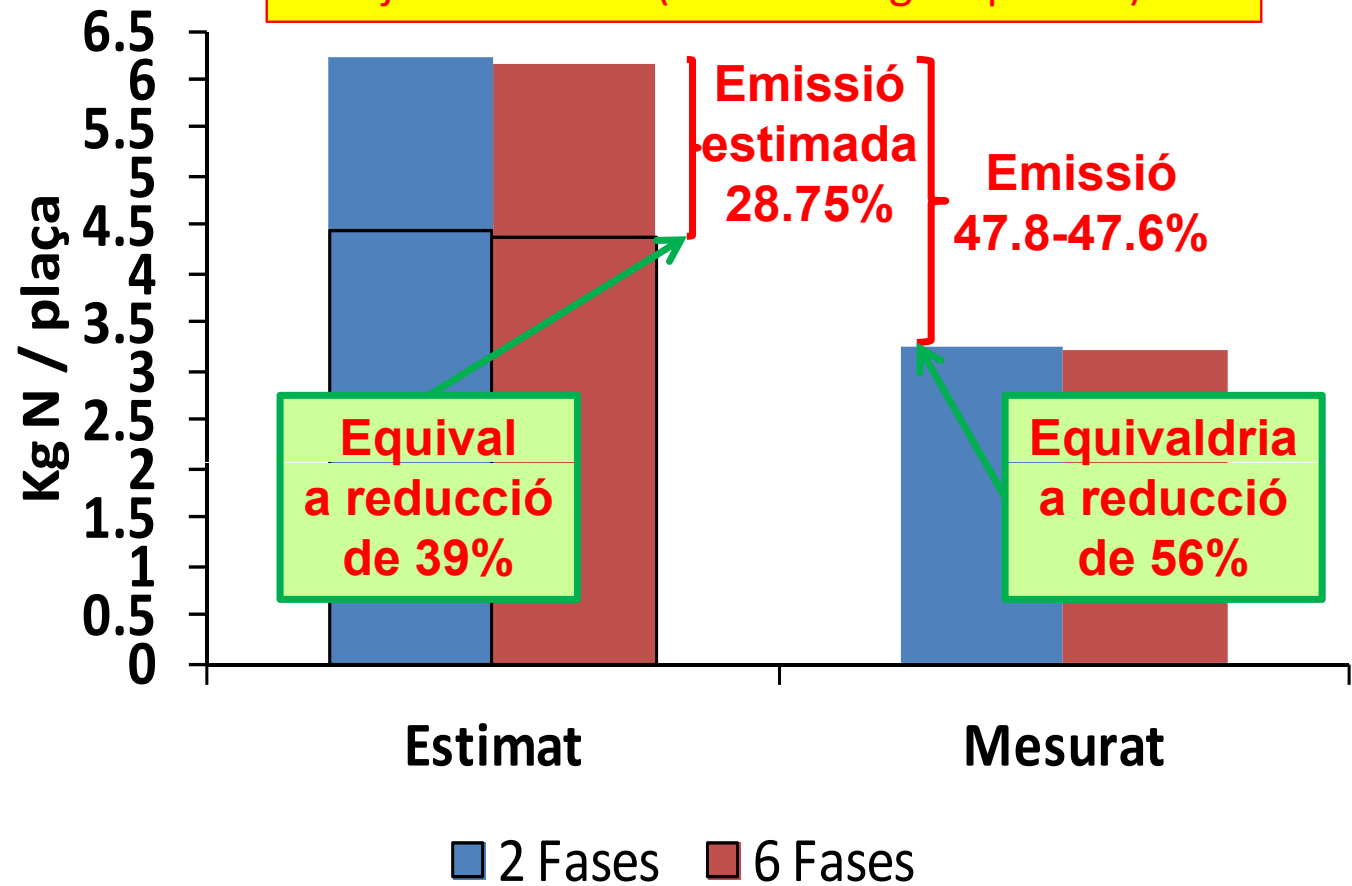 6.5
6
5.5
5
4.5
4
3.5
3
2.5
2
1.5
1
0.5
0
Kg N / plaça
Emissió
estimada
28.75%
Emissió
47.8-47.6%
Equival
a reducció
de 39%
Equivaldria
a reducció
de 56%
Estimat
Mesurat
2 Fases
6 Fases